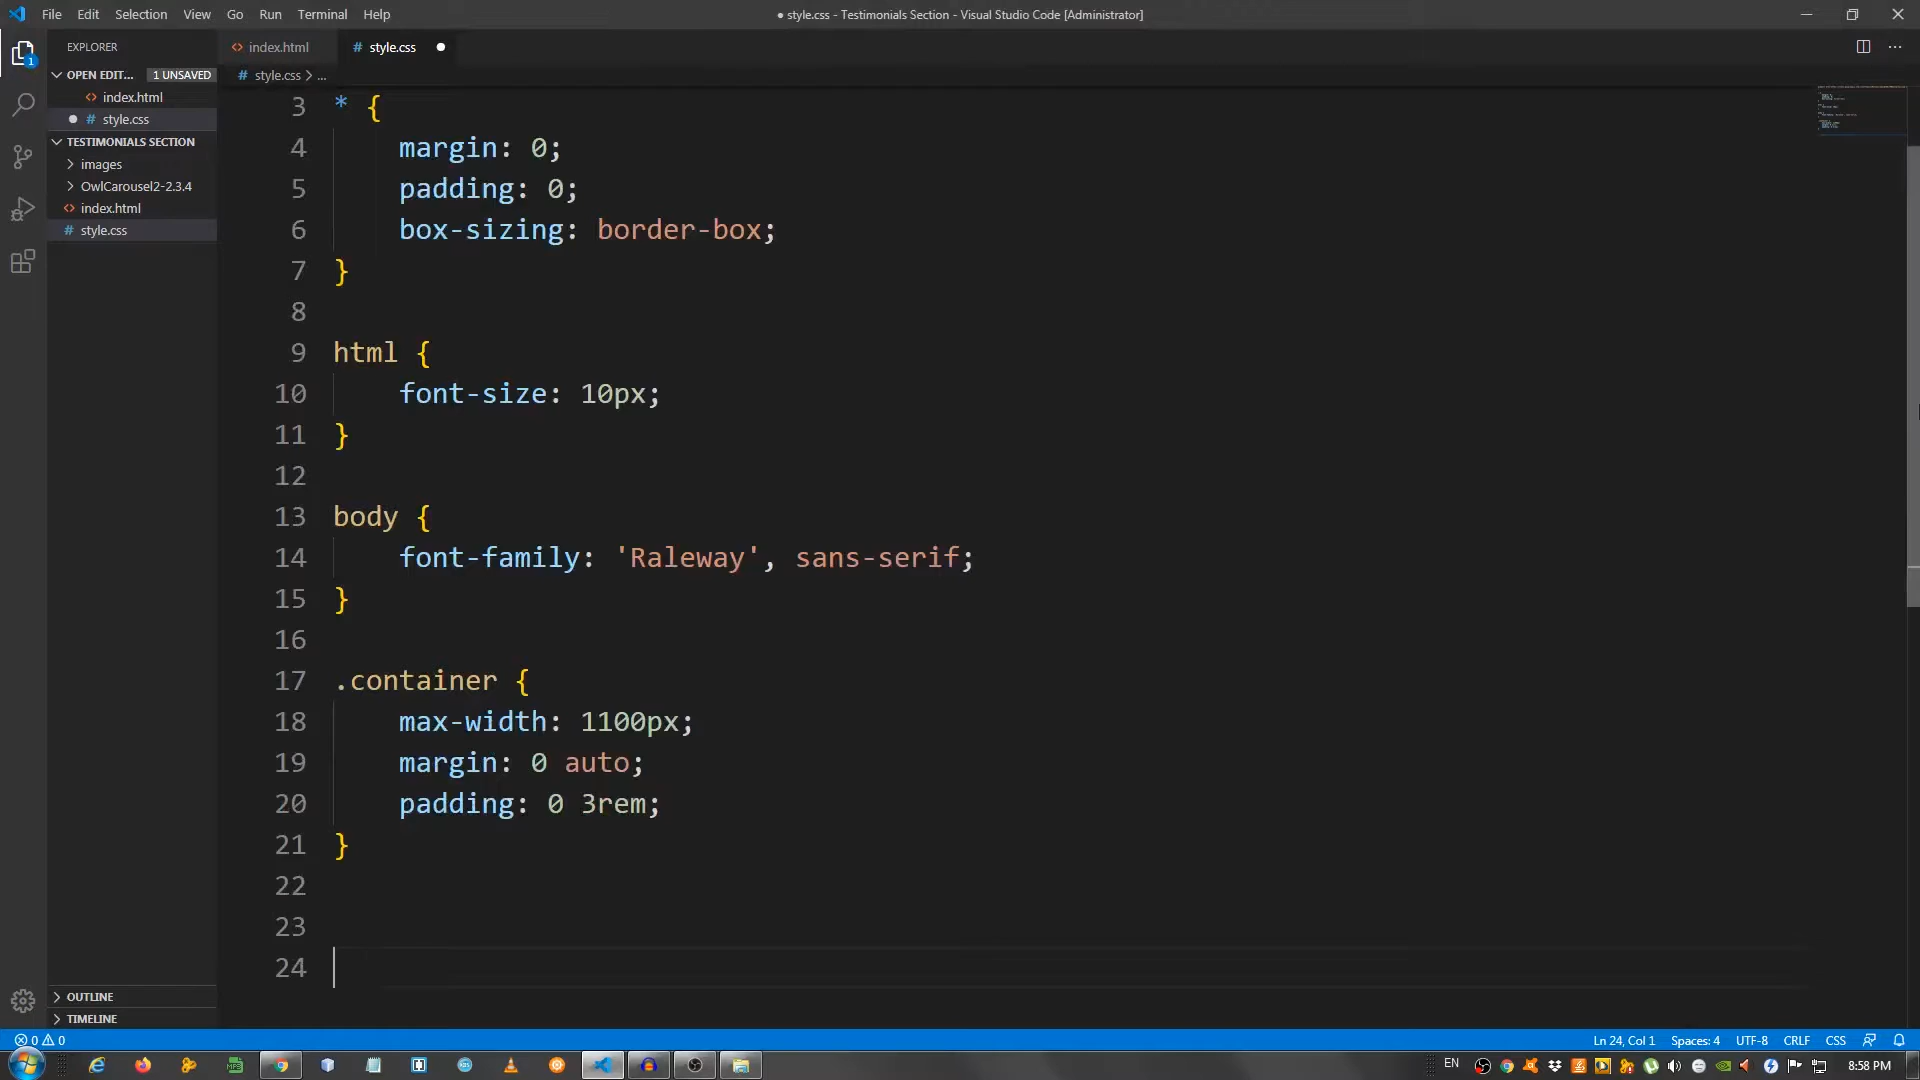 File Edit Selection View Go Run Terminal Help
● style.css - Testimonials Section - Visual Studio Code [Administrator]
EXPLORER
OPEN EDIT... 1 UNSAVED
index.html
style.css
TESTIMONIALS SECTION
images
OwlCarousel2-2.3.4
index.html
style.css
OUTLINE
TIMELINE
index.html # style.css ●
# style.css > ...
3 * {
4 margin: 0;
5 padding: 0;
6 box-sizing: border-box;
7 }
8
9 html {
10 font-size: 10px;
11 }
12
13 body {
14 font-family: 'Raleway', sans-serif;
15 }
16
17 .container {
18 max-width: 1100px;
19 margin: 0 auto;
20 padding: 0 3rem;
21 }
22
23
24
0 0 Ln 24, Col 1 Spaces: 4 UTF-8 CRLF CSS
EN 8:58 PM